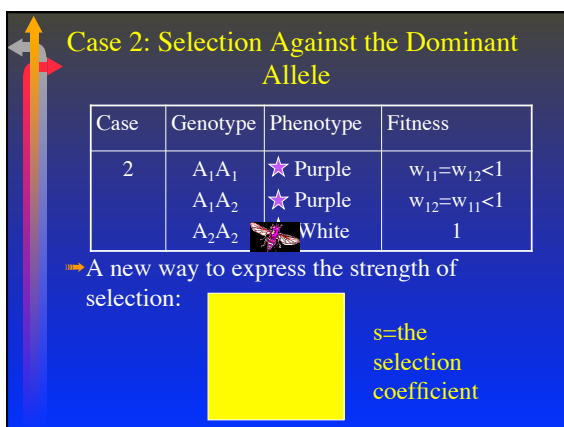 Case 2: Selection Against the Dominant
Allele
Case Genotype Phenotype Fitness
2 A₁A₁ Purple w₁₁=w₁₂<1
A₁A₂ Purple w₁₂=w₁₁<1
A₂A₂ White 1
A new way to express the strength of
selection:
s=the
selection
coefficient